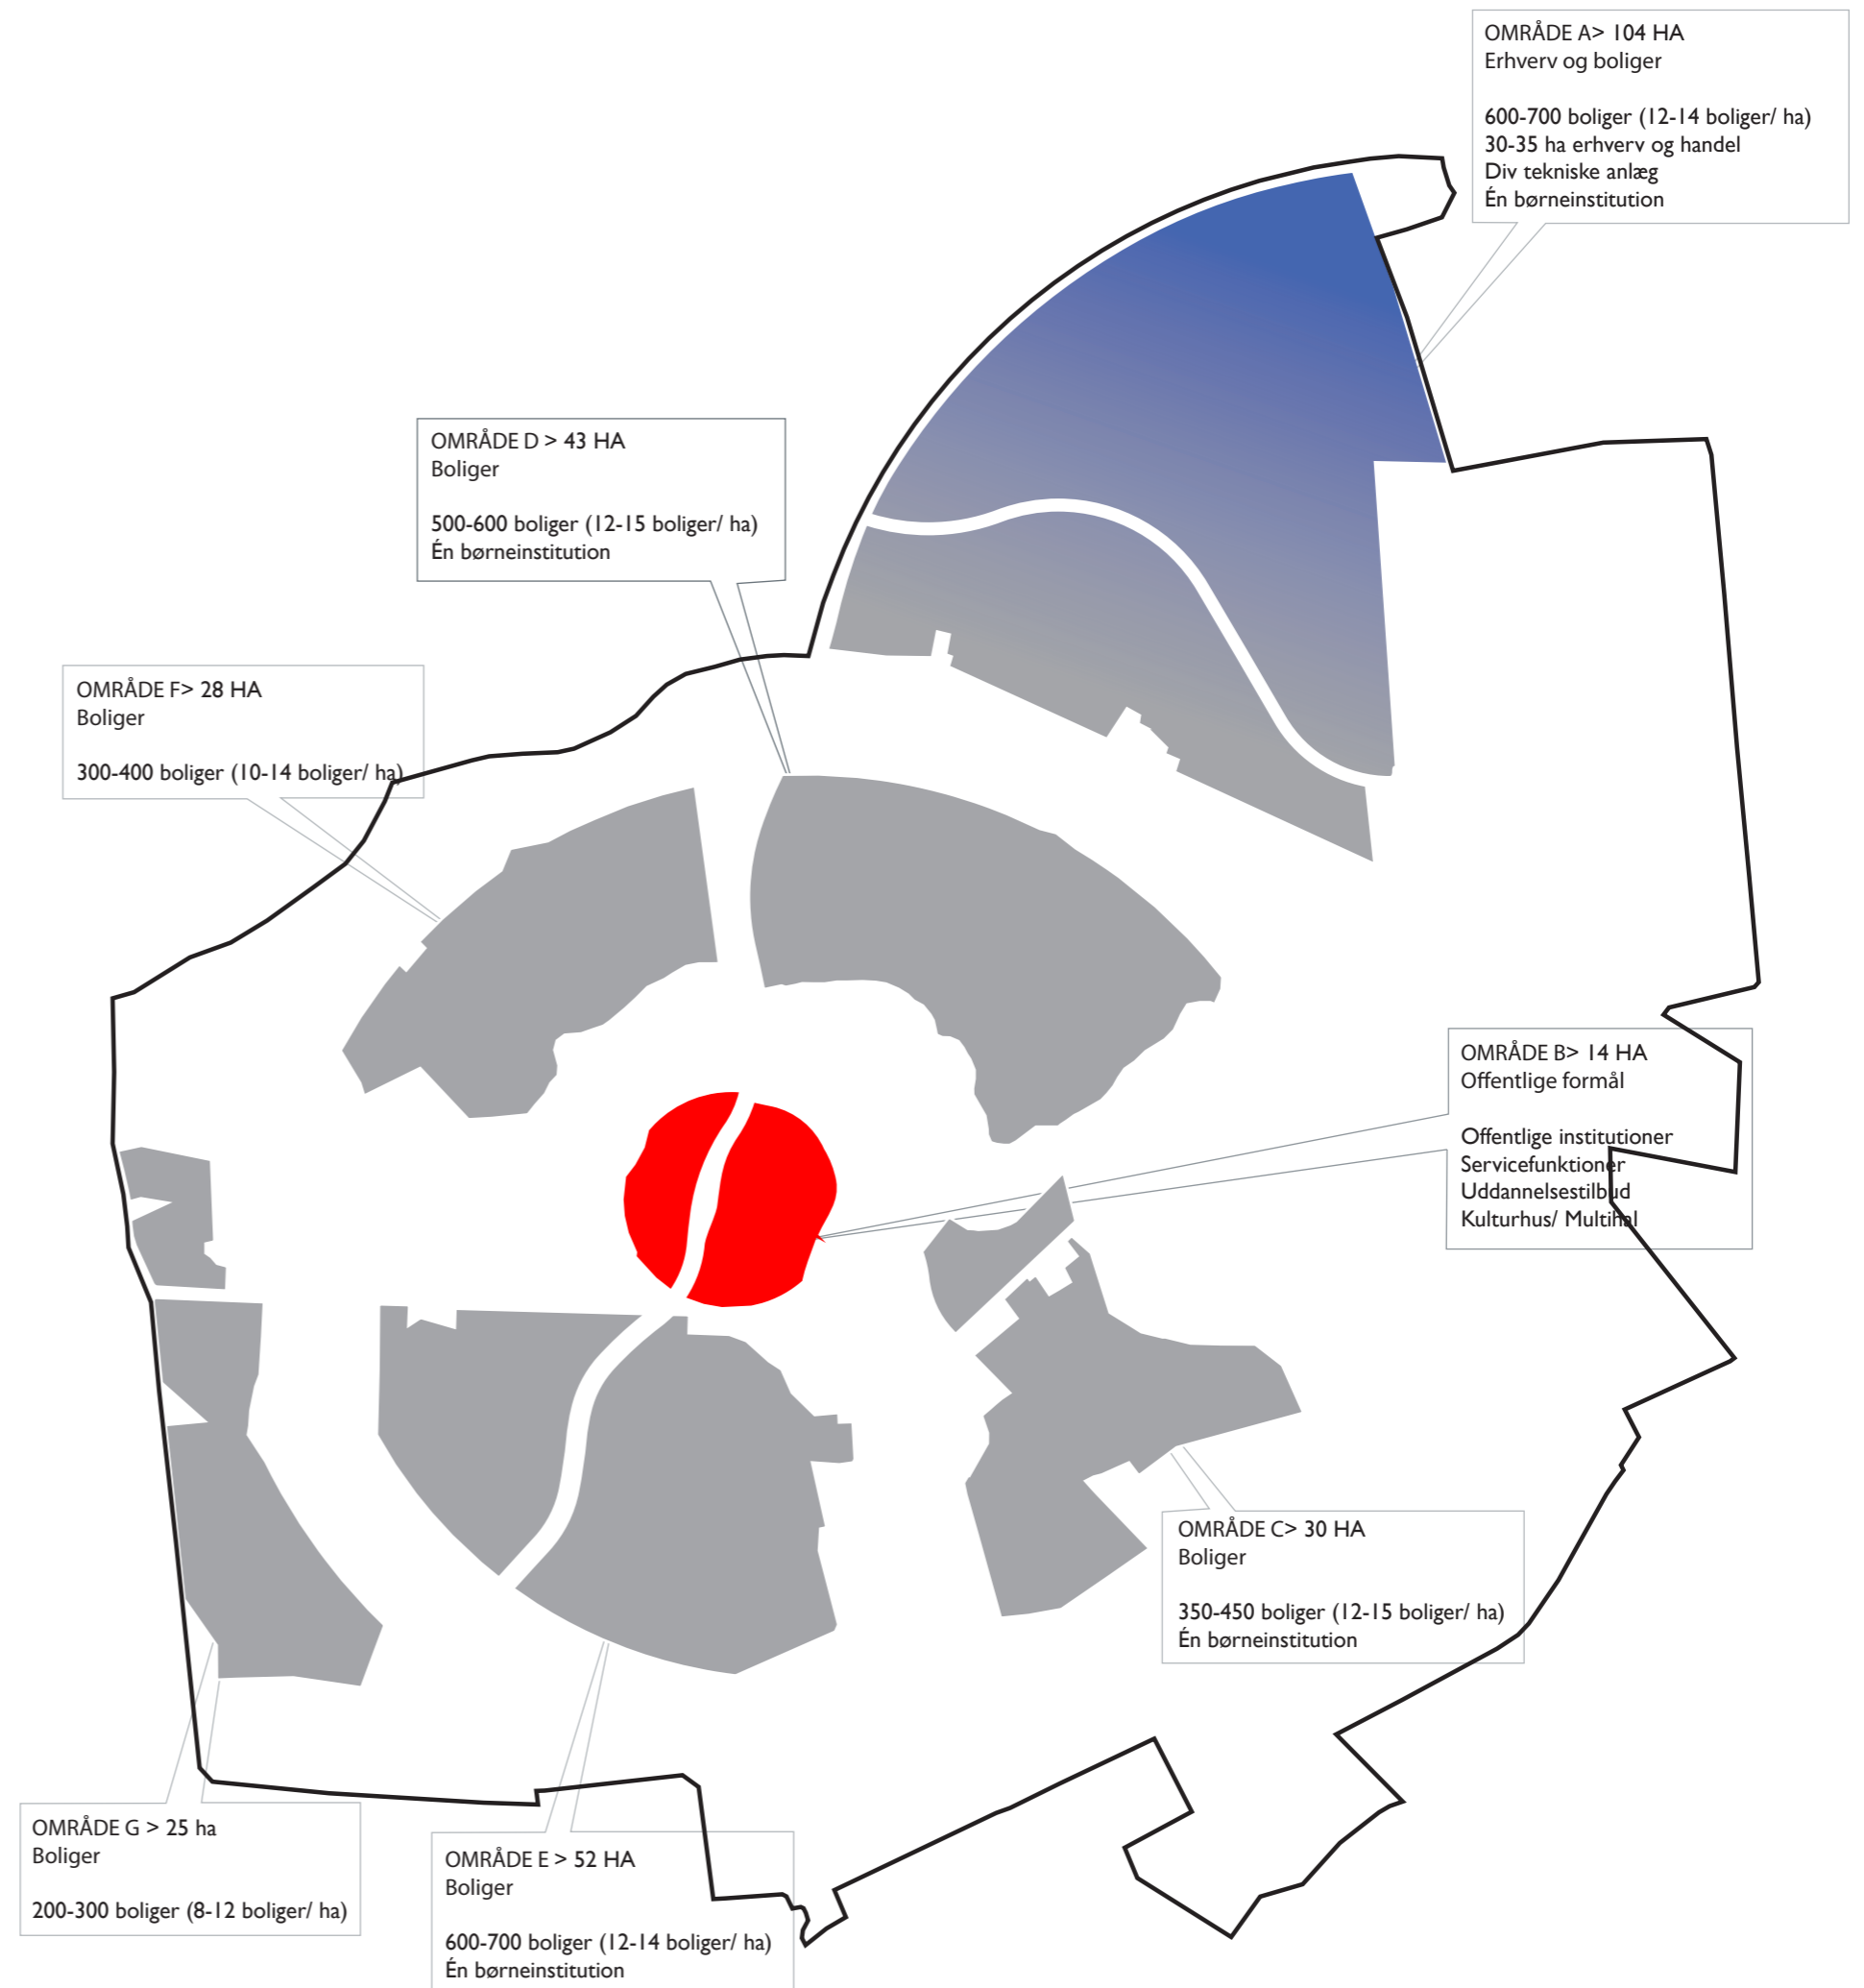 OMRÅDE A> 104 HA
Erhverv og boliger
600-700 boliger (12-14 boliger/ ha)
30-35 ha erhverv og handel
Div tekniske anlæg
Én børneinstitution
OMRÅDE D > 43 HA
Boliger
500-600 boliger (12-15 boliger/ ha)
Én børneinstitution
OMRÅDE F> 28 HA
Boliger
300-400 boliger (10-14 boliger/ ha)
OMRÅDE B> 14 HA
Offentlige formål
Offentlige institutioner
Servicefunktioner
Uddannelsestilbud
Kulturhus/ Multihal
OMRÅDE C> 30 HA
Boliger
350-450 boliger (12-15 boliger/ ha)
Én børneinstitution
OMRÅDE G > 25 ha
Boliger
200-300 boliger (8-12 boliger/ ha)
OMRÅDE E > 52 HA
Boliger
600-700 boliger (12-14 boliger/ ha)
Én børneinstitution